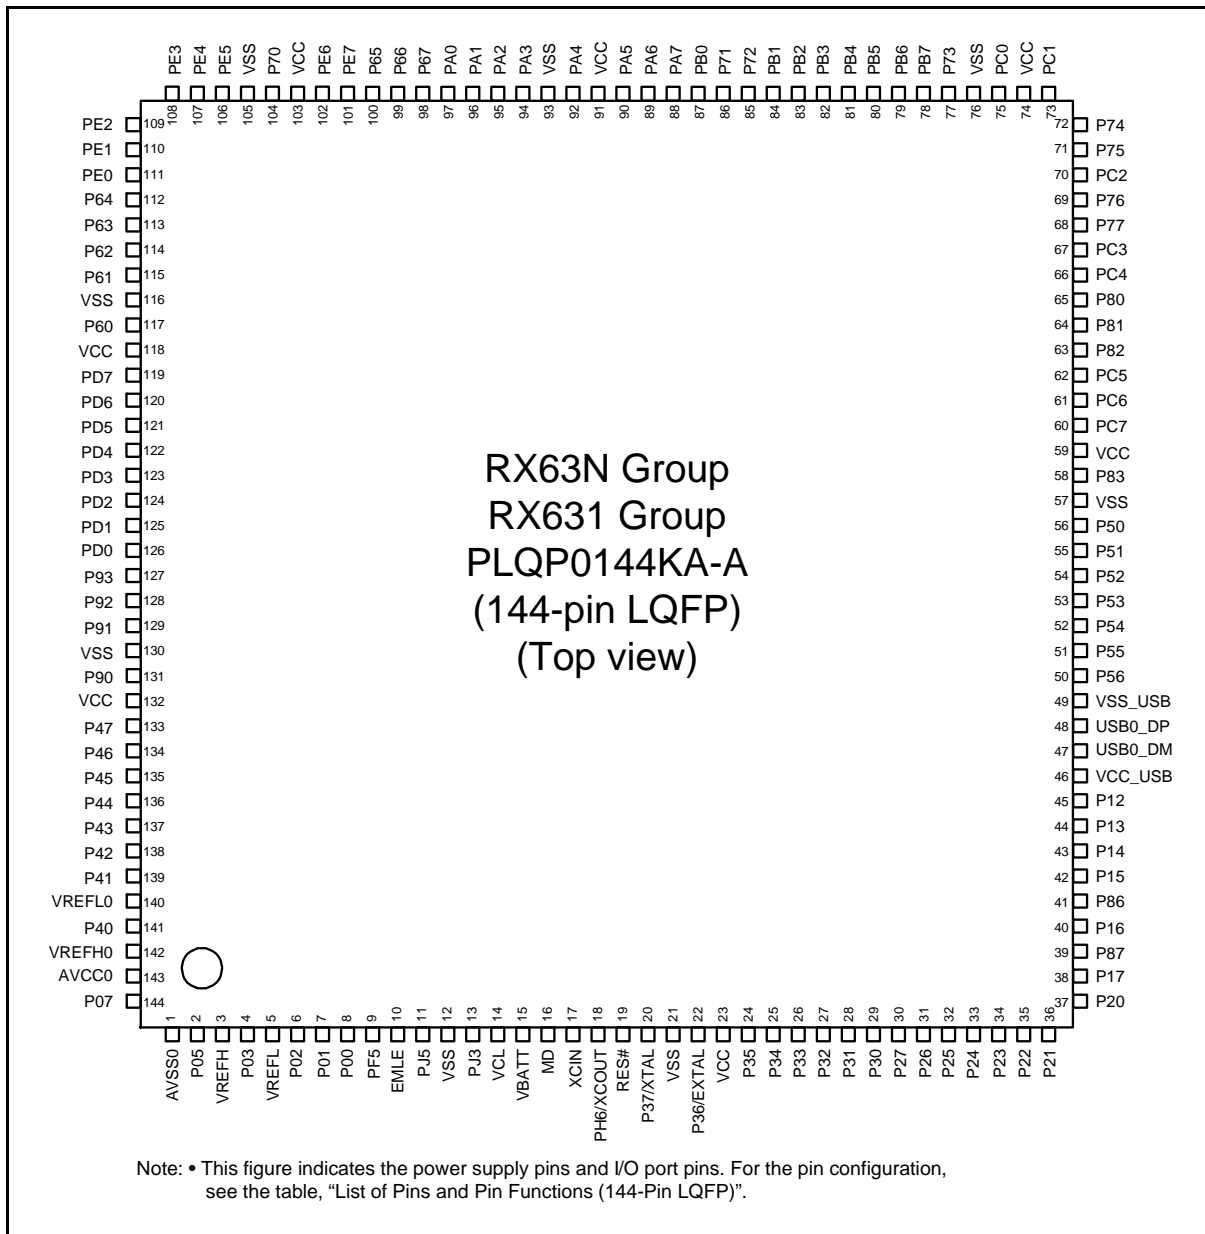 PE3 PE4 PE5 VSS P70 VCC PE6 PE7 P65 P66 P67 PA0 PA1 PA2 PA3 VSS PA4 VCC PA5 PA6 PA7 PB0 P71 P72 PB1 PB2 PB3 PB4 PB5 PB6 PB7 P73 VSS PC0 VCC PC1
108 107 106 105 104 103 102 101 100 99 98 97 96 95 94 93 92 91 90 89 88 87 86 85 84 83 82 81 80 79 78 77 76 75 74 73
PE2 109 72 P74
PE1 110 71 P75
PE0 111 70 PC2
P64 112 69 P76
P63 113 68 P77
P62 114 67 PC3
P61 115 66 PC4
VSS 116 65 P80
P60 117 64 P81
VCC 118 63 P82
PD7 119 62 PC5
PD6 120 61 PC6
PD5 121 60 PC7
PD4 122 59 VCC
PD3 123 58 P83
PD2 124 57 VSS
PD1 125 56 P50
PD0 126 55 P51
P93 127 54 P52
P92 128 53 P53
P91 129 52 P54
VSS 130 51 P55
P90 131 50 P56
VCC 132 49 VSS_USB
P47 133 48 USB0_DP
P46 134 47 USB0_DM
P45 135 46 VCC_USB
P44 136 45 P12
P43 137 44 P13
P42 138 43 P14
P41 139 42 P15
VREFL0 140 41 P86
P40 141 40 P16
VREFH0 142 39 P87
AVCC0 143 38 P17
P07 144 37 P20
RX63N Group
RX631 Group
PLQP0144KA-A
(144-pin LQFP)
(Top view)
1 2 3 4 5 6 7 8 9 10 11 12 13 14 15 16 17 18 19 20 21 22 23 24 25 26 27 28 29 30 31 32 33 34 35 36
AVSS0 P05 VREFH P03 VREFL P02 P01 P00 PF5 EMLE PJ5 VSS PJ3 VCL VBATT MD XCIN PH6/XCOUT RES# P37/XTAL VSS P36/EXTAL VCC P35 P34 P33 P32 P31 P30 P27 P26 P25 P24 P23 P22 P21
Note: • This figure indicates the power supply pins and I/O port pins. For the pin configuration,
see the table, “List of Pins and Pin Functions (144-Pin LQFP)”.